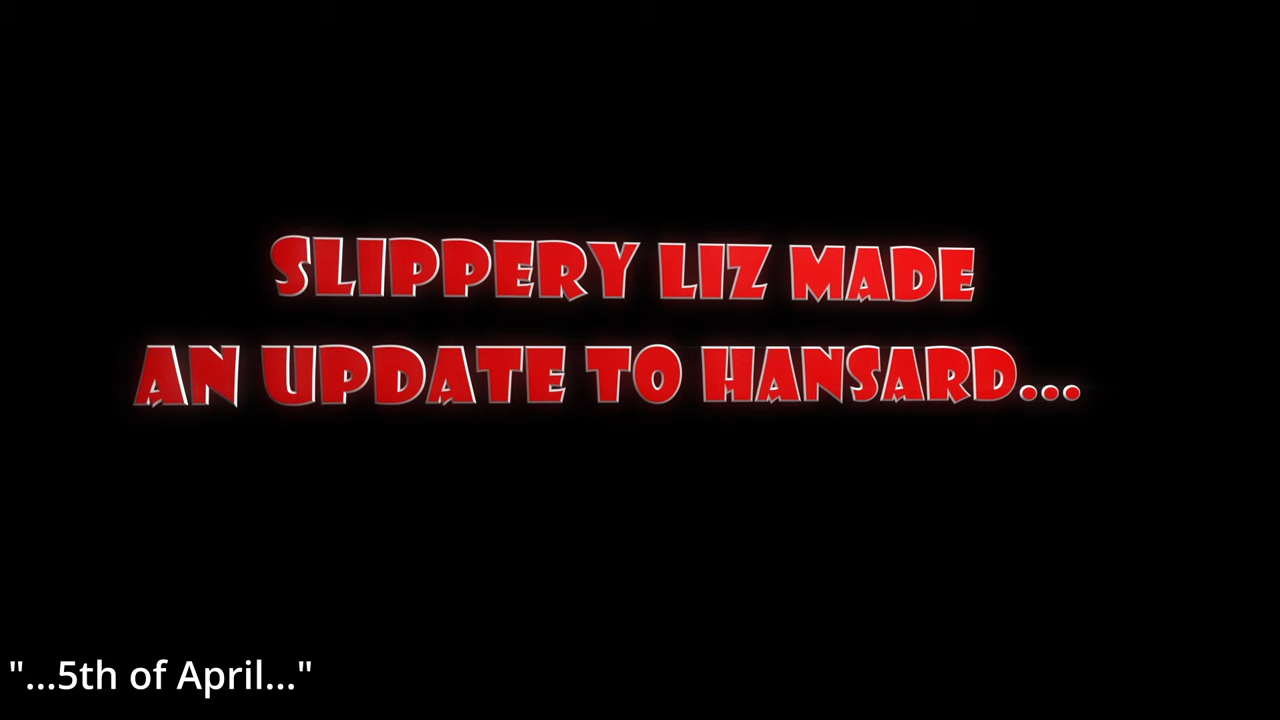 SLIPPERY LIZ MADE
AN UPDATE TO HANSARD...
"...5th of April..."